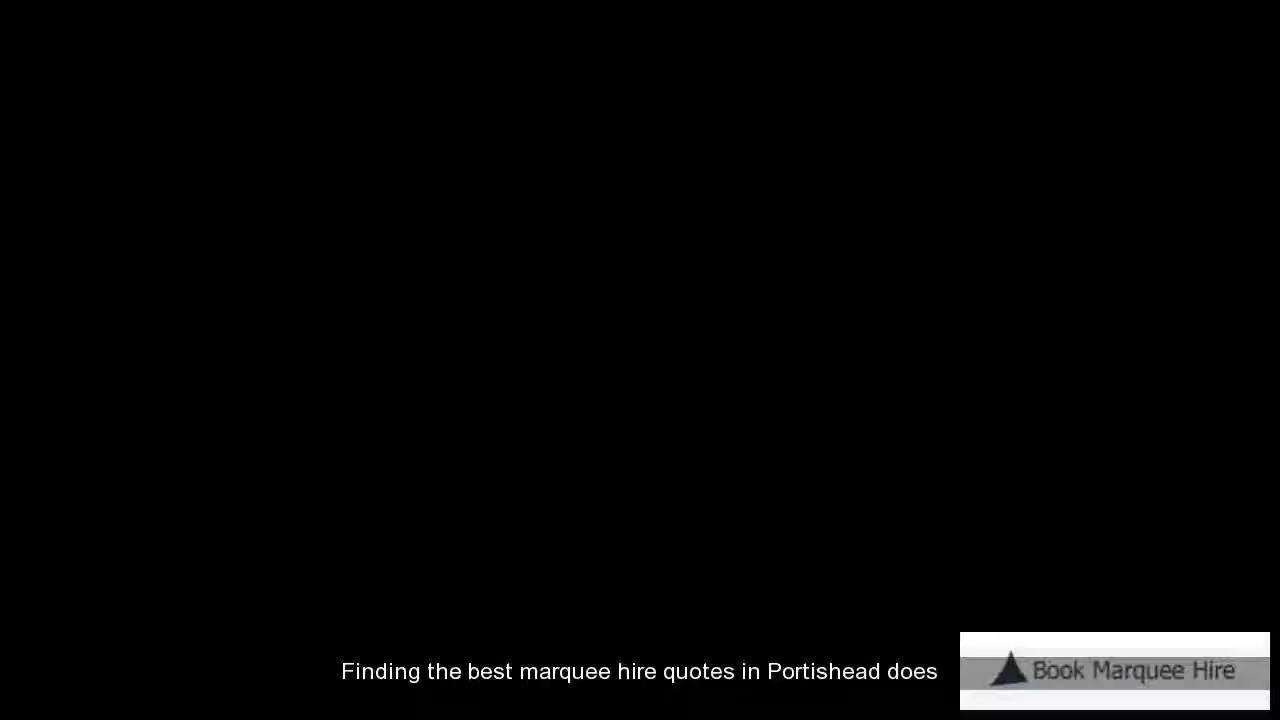 Finding the best marquee hire quotes in Portishead does
Book Marquee Hire